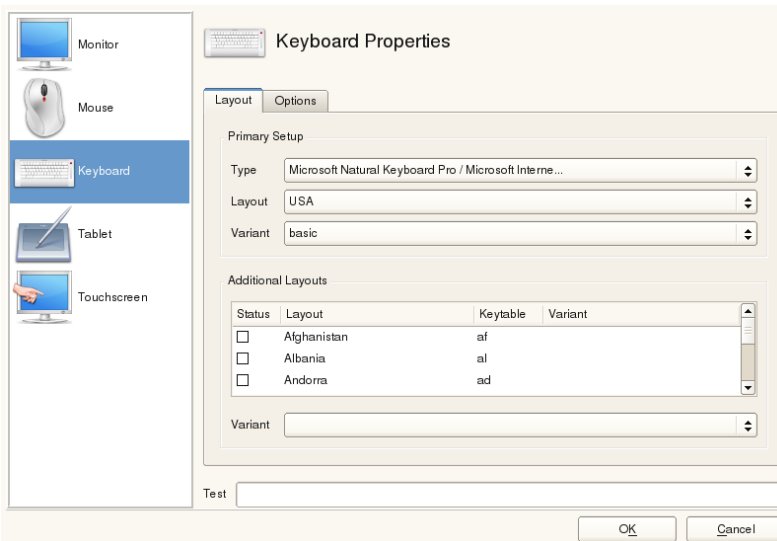 Monitor
Mouse
Keyboard
Tablet
Touchscreen
Keyboard Properties
Layout Options
Primary Setup
Type Microsoft Natural Keyboard Pro / Microsoft Interne...
Layout USA
Variant basic
Additional Layouts
Status Layout Keytable Variant
Afghanistan af
Albania al
Andorra ad
Variant
Test
OK Cancel